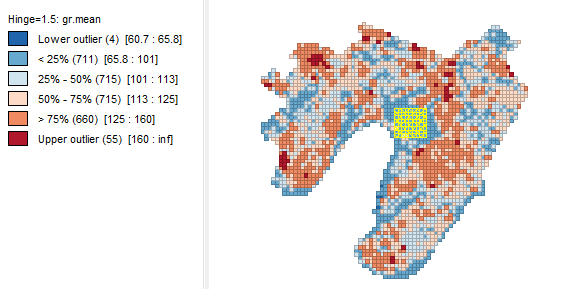 Hinge=1.5: gr.mean
Lower outlier (4) [60.7 : 65.8]
< 25% (711) [65.8 : 101]
25% - 50% (715) [101 : 113]
50% - 75% (715) [113 : 125]
> 75% (660) [125 : 160]
Upper outlier (55) [160 : inf]